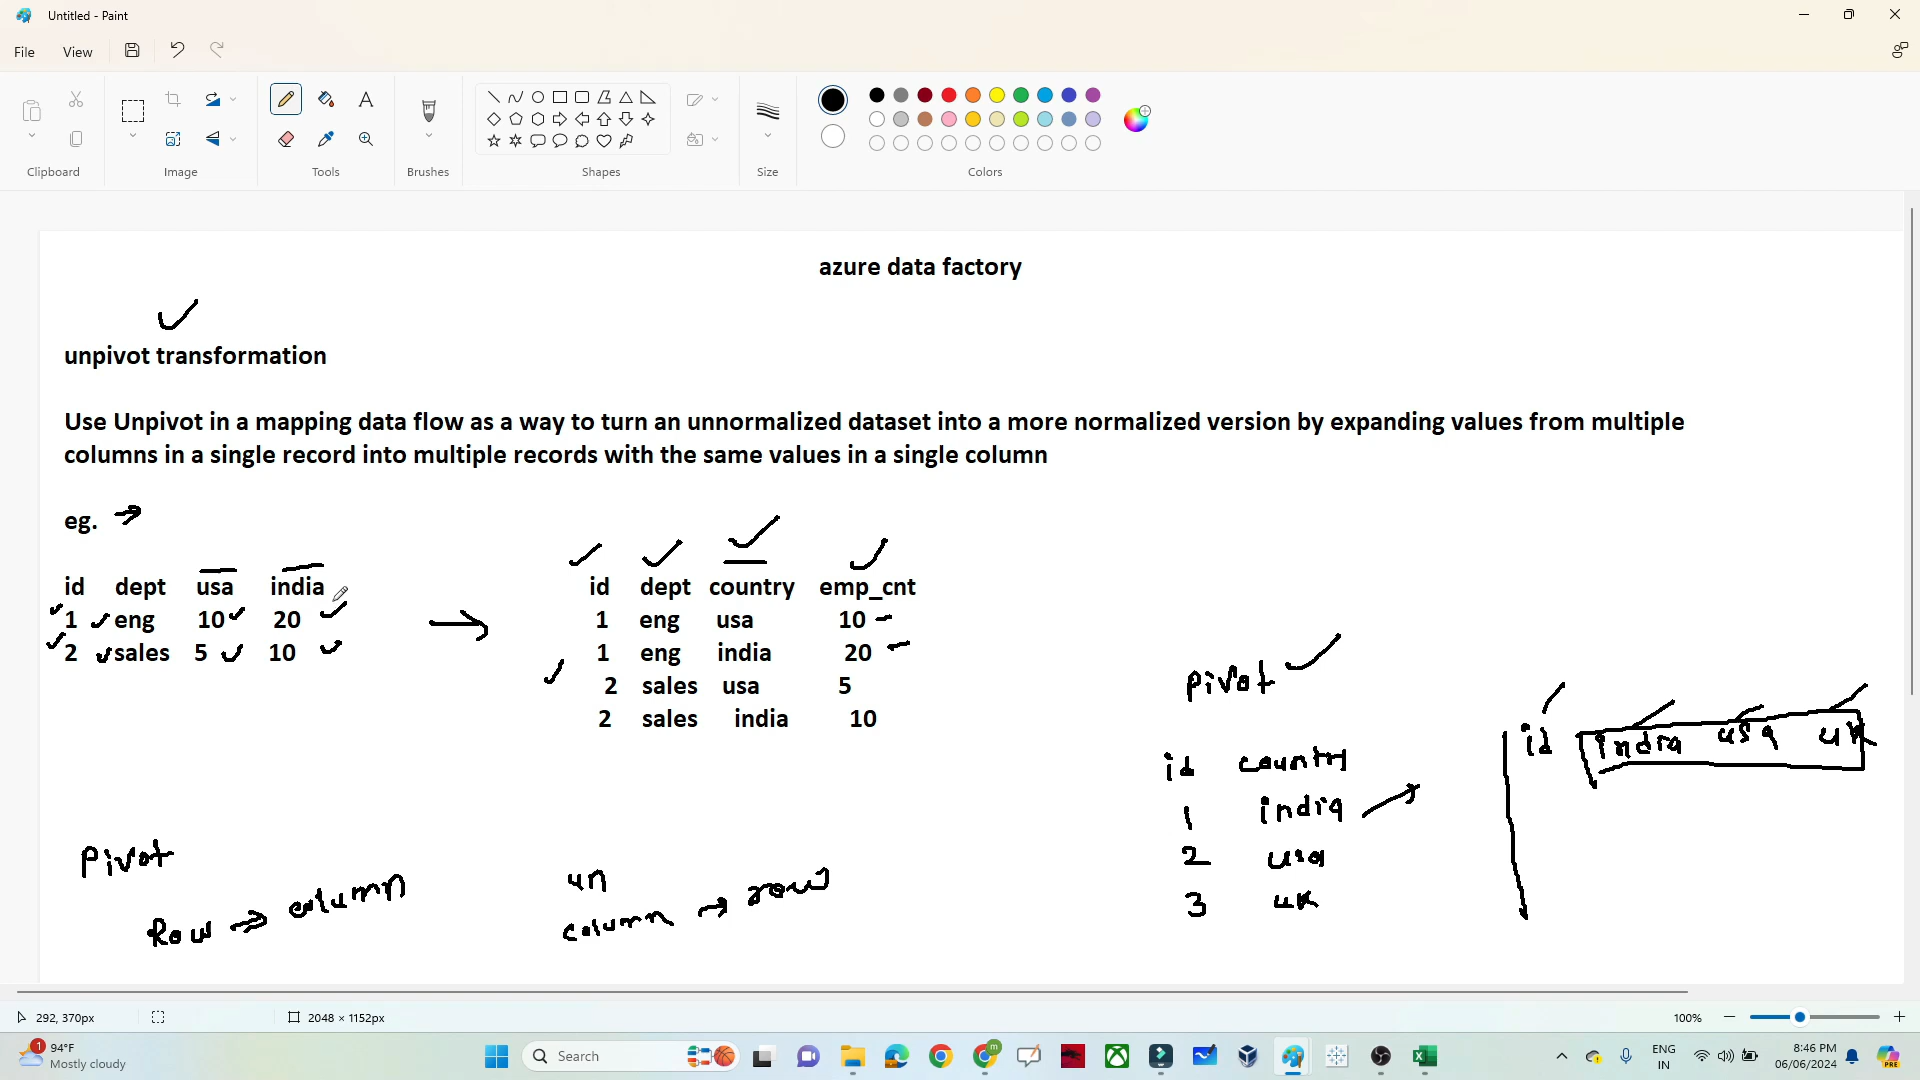 Untitled - Paint
File View
Clipboard Image Tools Brushes Shapes Size Colors
azure data factory
unpivot transformation
Use Unpivot in a mapping data flow as a way to turn an unnormalized dataset into a more normalized version by expanding values from multiple
columns in a single record into multiple records with the same values in a single column
eg.
id dept usa india
1 eng 10 20
2 sales 5 10
id dept country emp_cnt
1 eng usa 10
1 eng india 20
2 sales usa 5
2 sales india 10
pivot
id country
1 india
2 usa
3 uk
id india usa uk
Pivot
Row column
un
column row
292, 370px
2048 × 1152px
100%
1
94°F
Mostly cloudy
Search
m
ENG
IN
8:46 PM
06/06/2024
PRE